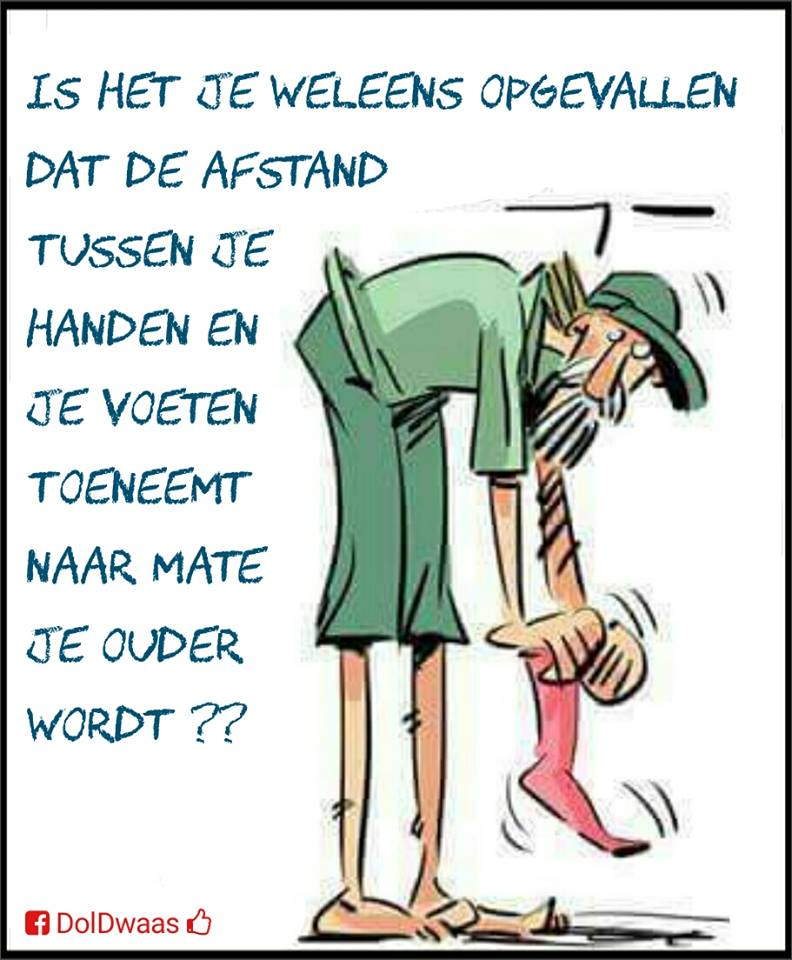 IS HET JE WELEENS OPGEVALLEN
DAT DE AFSTAND
TUSSEN JE
HANDEN EN
JE VOETEN
TOENEEMT
NAAR MATE
JE OUDER
WORDT ??
DolDwaas